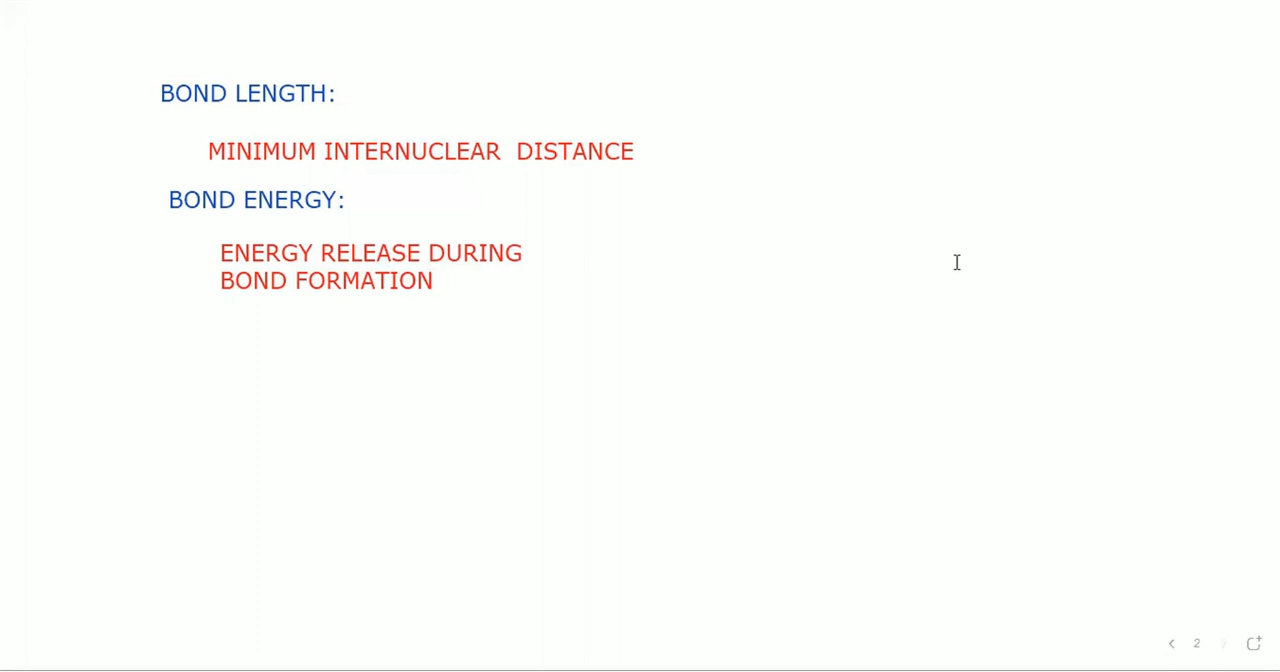 BOND LENGTH:
MINIMUM INTERNUCLEAR DISTANCE
BOND ENERGY:
ENERGY RELEASE DURING
BOND FORMATION
2